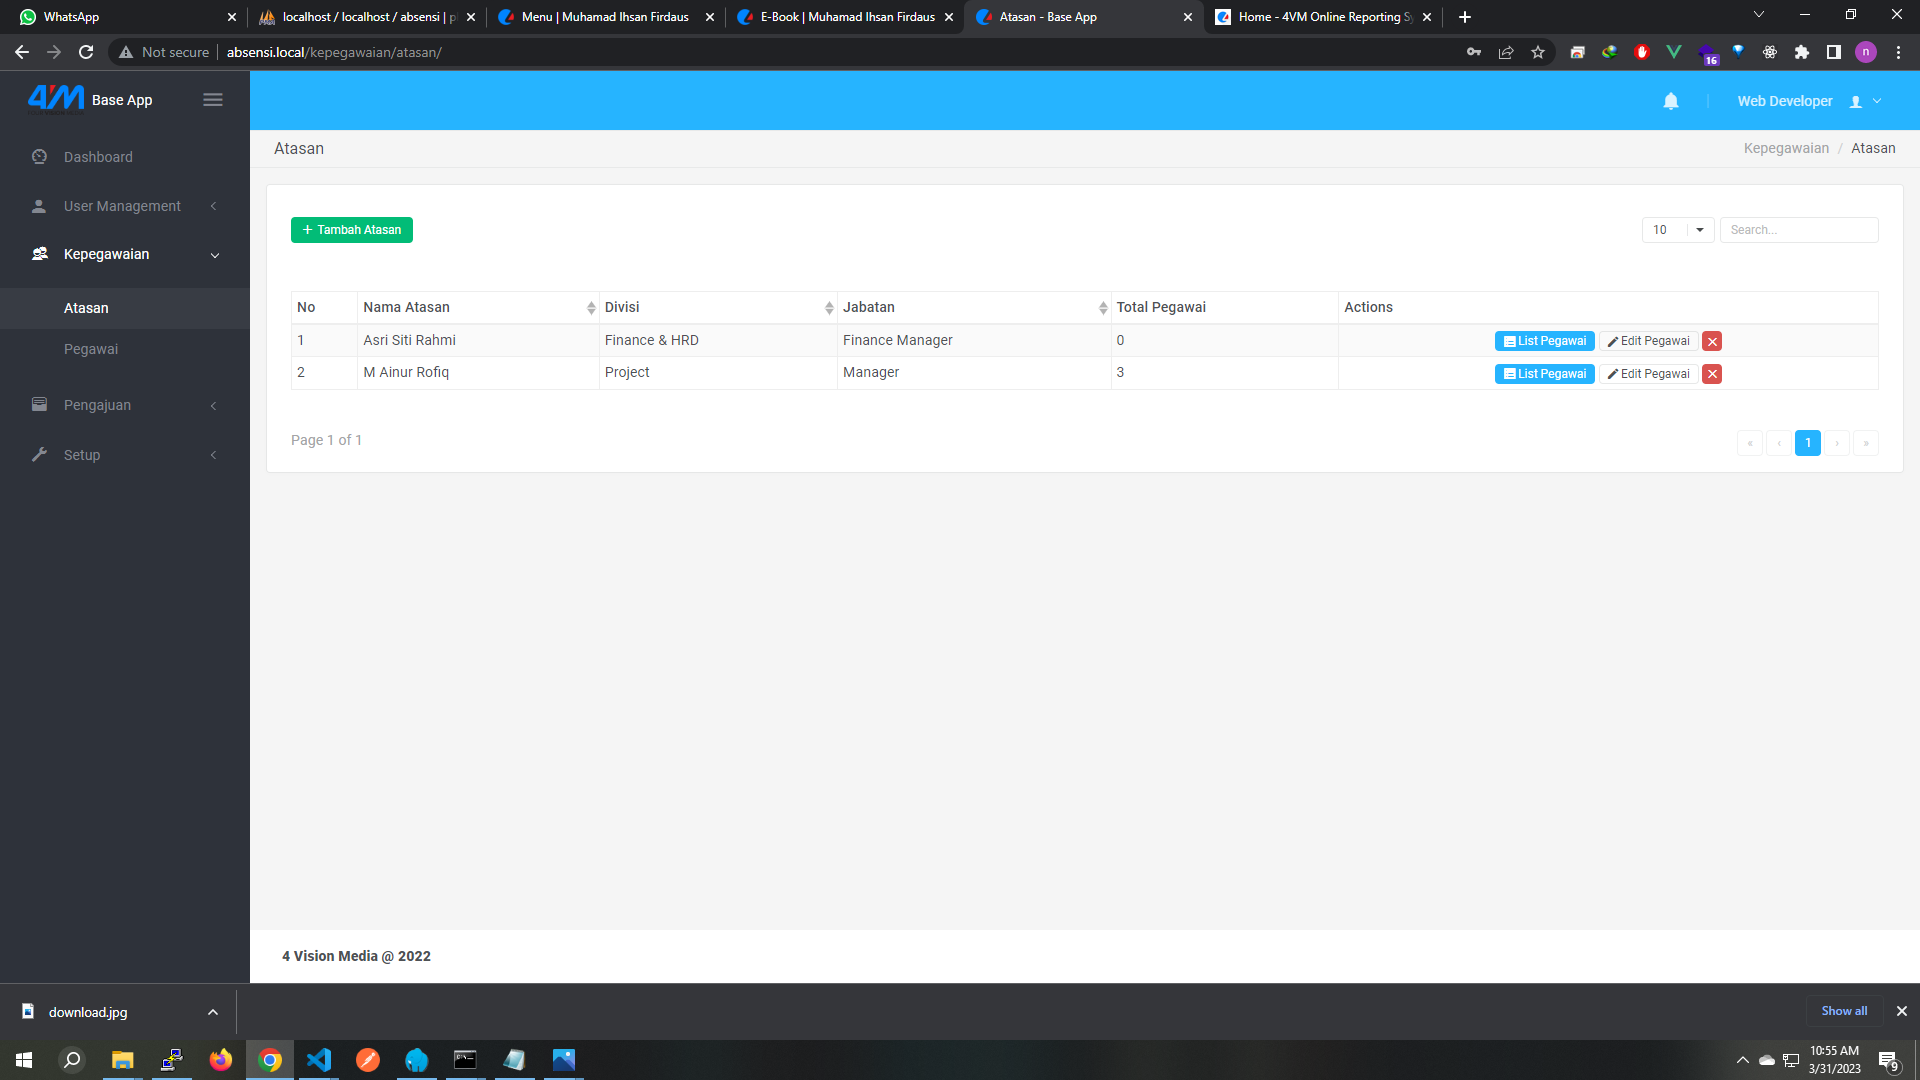 WhatsApp
localhost / localhost / absensi | p
Menu | Muhamad Ihsan Firdaus
E-Book | Muhamad Ihsan Firdaus
Atasan - Base App
Home - 4VM Online Reporting Sy
Not secure
absensi.local/kepegawaian/atasan/
16
n
4M Base App
Web Developer
Dashboard
User Management
Kepegawaian
Atasan
Pegawai
Pengajuan
Setup
Atasan
Kepegawaian / Atasan
+ Tambah Atasan
10
Search...
No Nama Atasan Divisi Jabatan Total Pegawai Actions
1 Asri Siti Rahmi Finance & HRD Finance Manager 0 List Pegawai Edit Pegawai
2 M Ainur Rofiq Project Manager 3 List Pegawai Edit Pegawai
Page 1 of 1
« ‹ 1 › »
4 Vision Media @ 2022
download.jpg
Show all
10:55 AM
3/31/2023
9